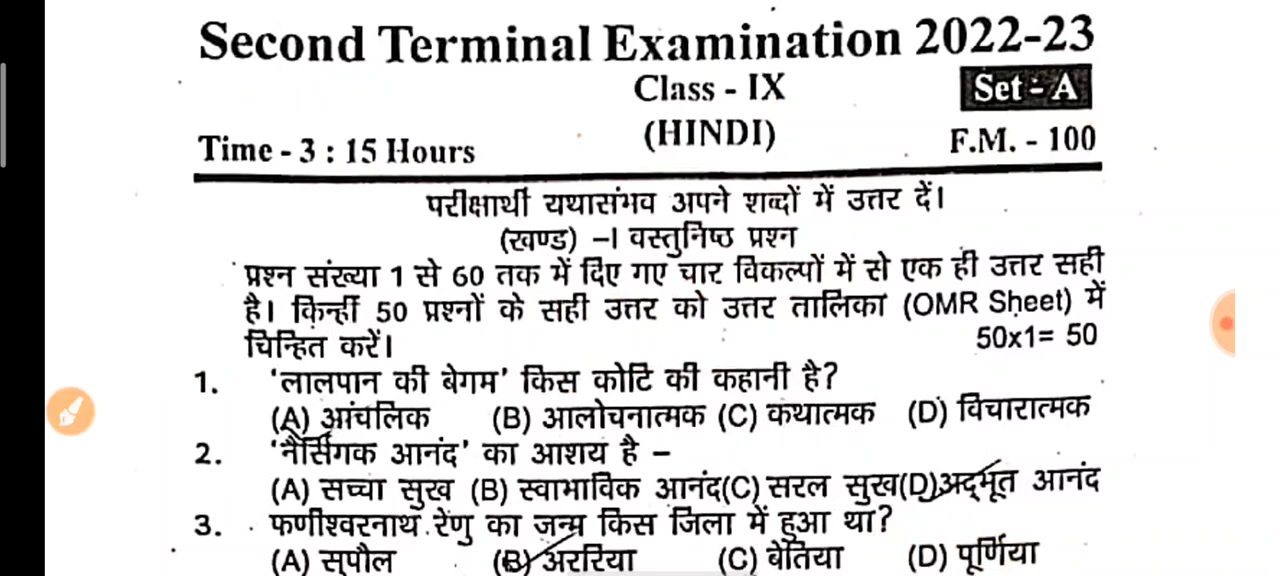 Second Terminal Examination 2022-23
Class - IX
Set - A
(HINDI)
Time - 3 : 15 Hours
F.M. - 100
परीक्षार्थी यथासंभव अपने शब्दों में उत्तर दें।
(खण्ड) –I वस्तुनिष्ठ प्रश्न
प्रश्न संख्या 1 से 60 तक में दिए गए चार विकल्पों में से एक ही उत्तर सही
है। किन्हीं 50 प्रश्नों के सही उत्तर को उत्तर तालिका (OMR Sheet) में
चिन्हित करें।
50x1= 50
1. 'लालपान की बेगम' किस कोटि की कहानी है?
(A) आंचलिक (B) आलोचनात्मक (C) कथात्मक (D) विचारात्मक
2. 'नैर्सिगक आनंद' का आशय है –
(A) सच्चा सुख (B) स्वाभाविक आनंद(C) सरल सुख(D)अद्भूत आनंद
3. फणीश्वरनाथ रेणु का जन्म किस जिला में हुआ था?
(A) सुपौल (B) अररिया (C) बेतिया (D) पूर्णिया